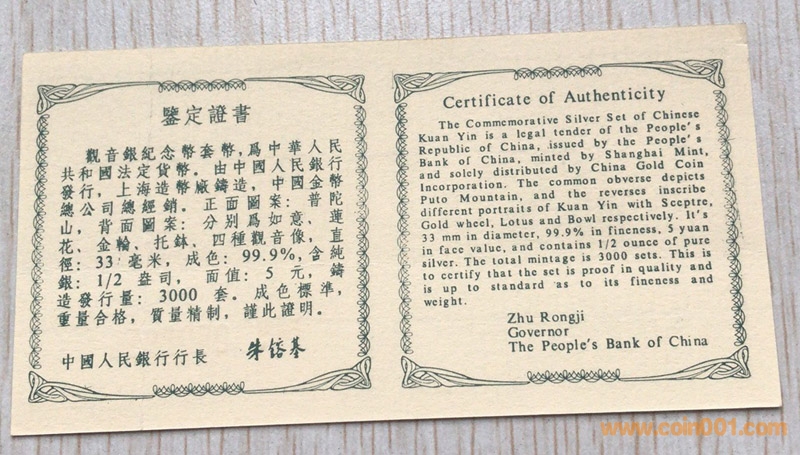 鑒定證書
觀音銀紀念幣套幣,爲中華人民
共和國法定貨幣。由中國人民銀行
發行,上海造幣廠鑄造,中國金幣
總公司總經銷。正面圖案:普陀
山,背面圖案:分别爲如意、蓮
花、金輪、托鉢、四種觀音像,直
徑:33毫米,成色:99.9%,含純
銀:1/2盎司,面值:5元,鑄
造發行量:3000套。成色標準,
重量合格,質量精制,謹此證明。
中國人民銀行行長 朱鎔基
Certificate of Authenticity
The Commemorative Silver Set of Chinese
Kuan Yin is a legal tender of the People's
Republic of China, issued by the People's
Bank of China, minted by Shanghai Mint,
and solely distributed by China Gold Coin
Incorporation. The common obverse depicts
Puto Mountain, and the reverses inscribe
different portraits of Kuan Yin with Sceptre,
Gold wheel, Lotus and Bowl respectively. It's
33 mm in diameter, 99.9% in fineness, 5 yuan
in face value, and contains 1/2 ounce of pure
silver. The total mintage is 3000 sets. This is
to certify that the set is proof in quality and
is up to standard as to its fineness and
weight.
Zhu Rongji
Governor
The People's Bank of China
www.coin001.com